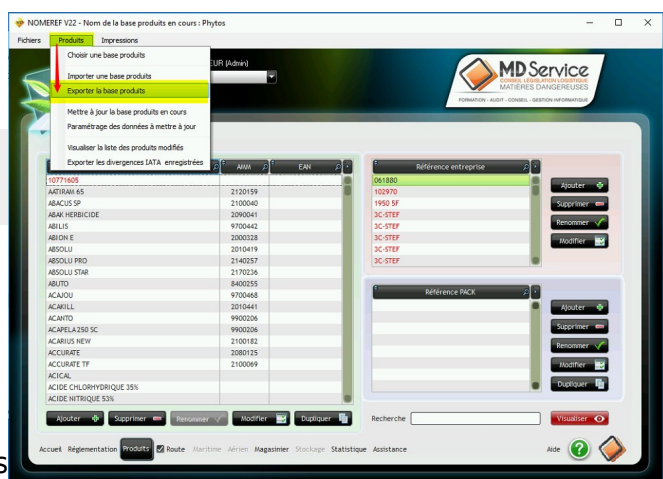 NOMEREF V22 - Nom de la base produits en cours : Phytos
Fichiers Produits Impressions
Choisir une base produits
Importer une base produits
Exporter la base produits
Mettre à jour la base produits en cours
Paramétrage des données à mettre à jour
Visualiser la liste des produits modifiés
Exporter les divergences IATA enregistrées
EUR (Admin)
MD Service
CONSEIL LÉGISLATION LOGISTIQUE
MATIÈRES DANGEREUSES
FORMATION - AUDIT - CONSEIL - GESTION INFORMATIQUE
AMM EAN
10771605
AATIRAM 65 2120159
ABACUS SP 2100040
ABAK HERBICIDE 2090041
ABILIS 9700442
ABION E 2000328
ABSOLU 2010419
ABSOLU PRO 2140257
ABSOLU STAR 2170236
ABUTO 8400255
ACAJOU 9700468
ACAKILL 2010441
ACANTO 9900206
ACAPELA 250 SC 9900206
ACARIUS NEW 2100182
ACCURATE 2080125
ACCURATE TF 2100069
ACICAL
ACIDE CHLORHYDRIQUE 35%
ACIDE NITRIQUE 53%
Ajouter Supprimer Renommer Modifier Dupliquer
Référence entreprise
061880
102970
1950 5F
3C-STEF
3C-STEF
3C-STEF
3C-STEF
3C-STEF
Ajouter
Supprimer
Renommer
Modifier
Référence PACK
Ajouter
Supprimer
Renommer
Modifier
Dupliquer
Recherche
Visualiser
Accueil Réglementation Produits Route Maritime Aérien Magasinier Stockage Statistique Assistance
Aide
s